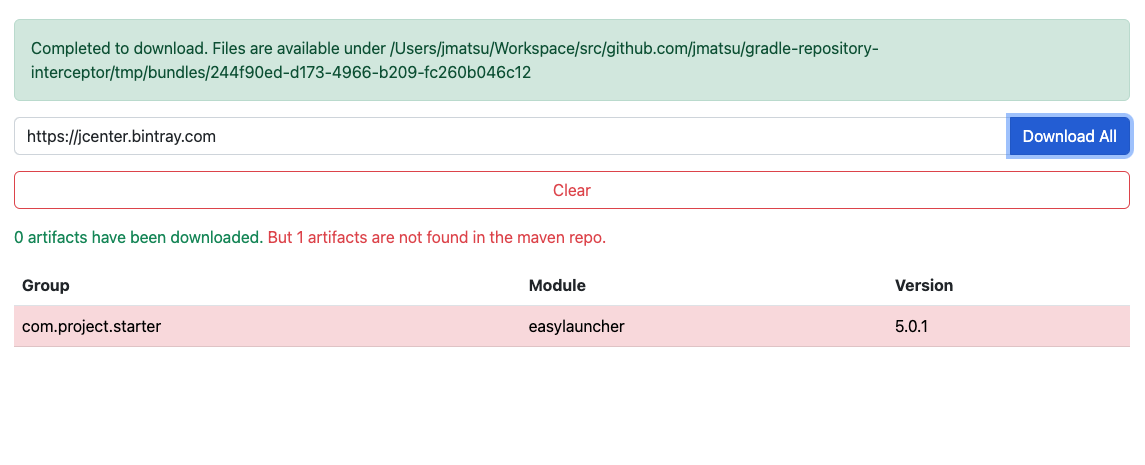 Completed to download. Files are available under /Users/jmatsu/Workspace/src/github.com/jmatsu/gradle-repository-
interceptor/tmp/bundles/244f90ed-d173-4966-b209-fc260b046c12
https://jcenter.bintray.com Download All
Clear
0 artifacts have been downloaded. But 1 artifacts are not found in the maven repo.
Group Module Version
com.project.starter easylauncher 5.0.1